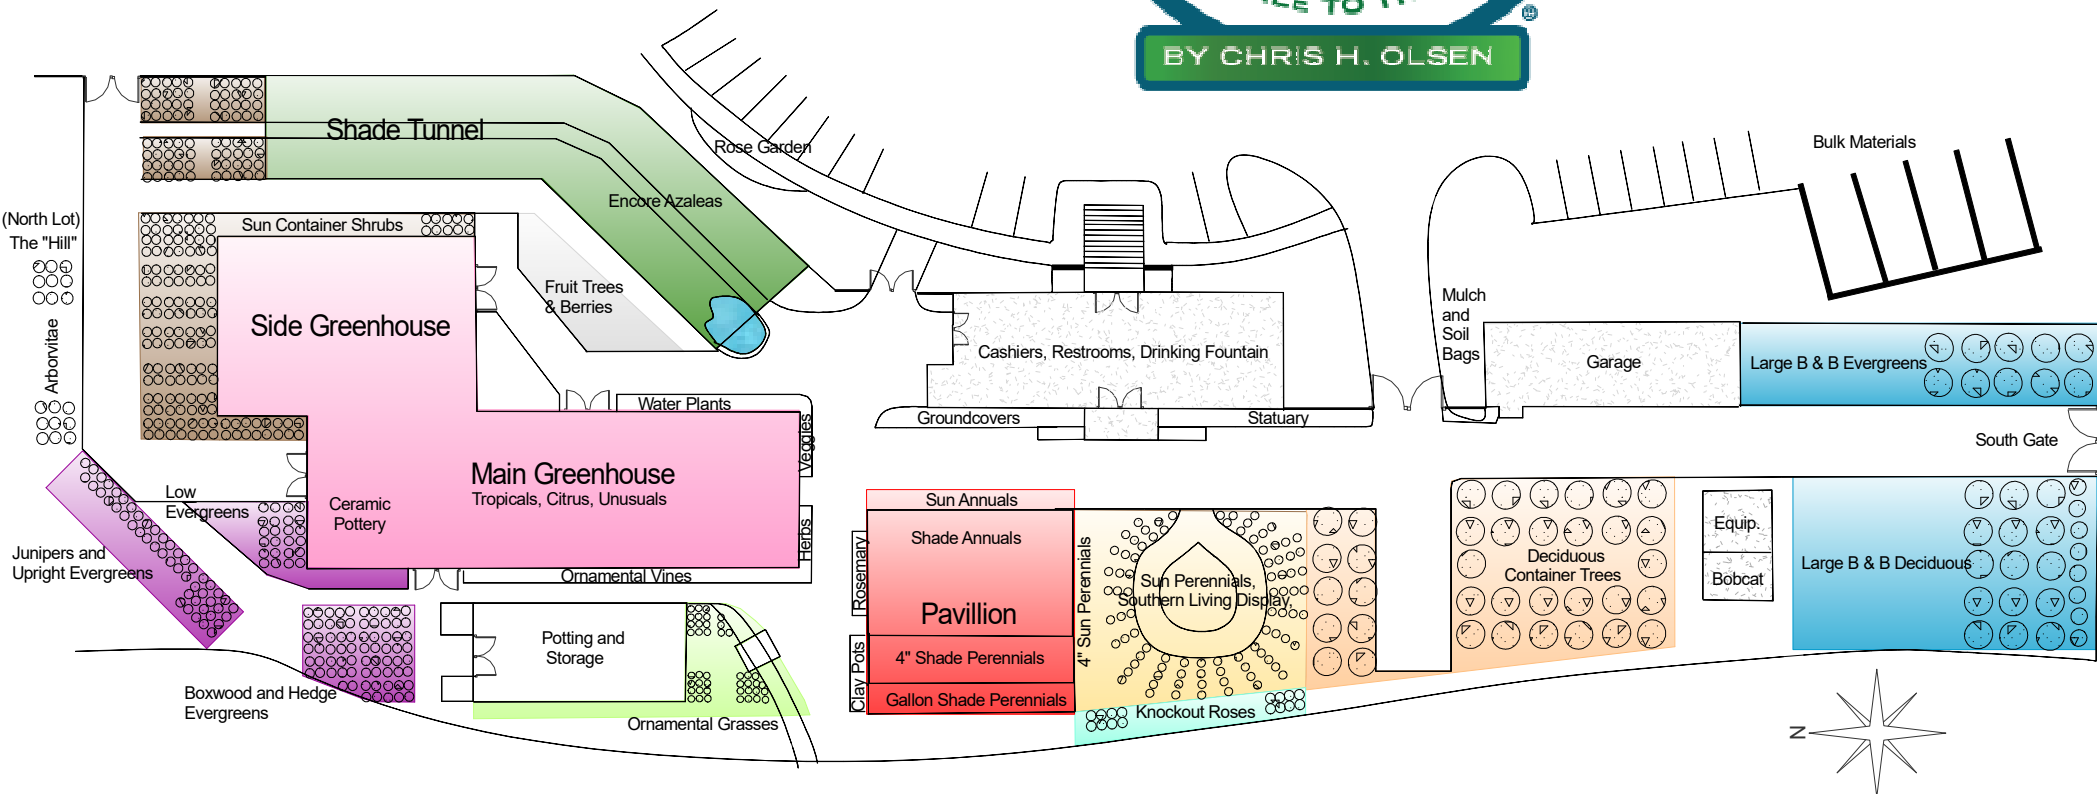 TO
BY CHRIS H. OLSEN
Shade Tunnel
Rose Garden
Bulk Materials
Encore Azaleas
(North Lot)
The "Hill"
Sun Container Shrubs
Fruit Trees
& Berries
Mulch
and
Soil
Bags
Side Greenhouse
Arborvitae
Cashiers, Restrooms, Drinking Fountain
Garage
Large B & B Evergreens
Water Plants
Groundcovers
Statuary
Veggies
South Gate
Main Greenhouse
Tropicals, Citrus, Unusuals
Low
Evergreens
Ceramic
Pottery
Sun Annuals
Herbs
Shade Annuals
Rosemary
4" Sun Perennials
Equip.
Junipers and
Upright Evergreens
Deciduous
Container Trees
Large B & B Deciduous
Bobcat
Ornamental Vines
Sun Perennials,
Southern Living Display,
Pavillion
Potting and
Storage
4" Shade Perennials
Clay Pots
Boxwood and Hedge
Evergreens
Gallon Shade Perennials
Knockout Roses
Ornamental Grasses
N